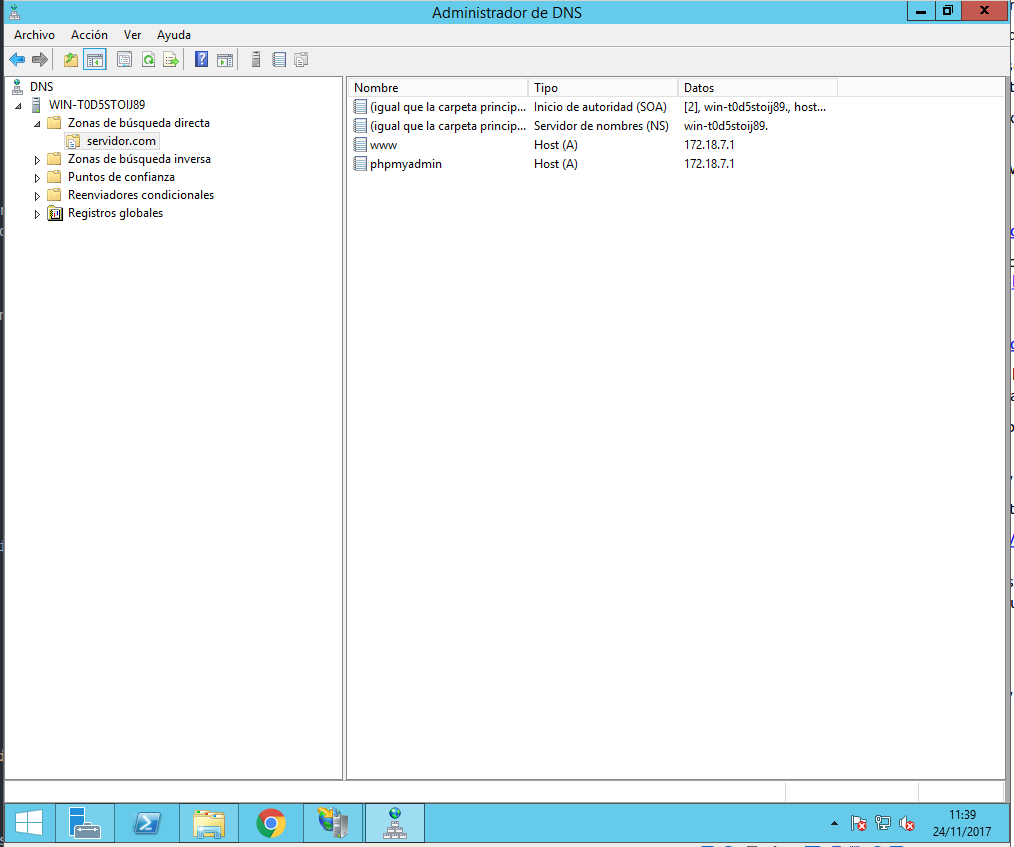 Administrador de DNS
Archivo Acción Ver Ayuda
DNS
WIN-T0D5STOIJ89
Zonas de búsqueda directa
servidor.com
Zonas de búsqueda inversa
Puntos de confianza
Reenviadores condicionales
Registros globales
Nombre Tipo Datos
(igual que la carpeta princip... Inicio de autoridad (SOA) [2], win-t0d5stoij89., host...
(igual que la carpeta princip... Servidor de nombres (NS) win-t0d5stoij89.
www Host (A) 172.18.7.1
phpmyadmin Host (A) 172.18.7.1
11:39
24/11/2017